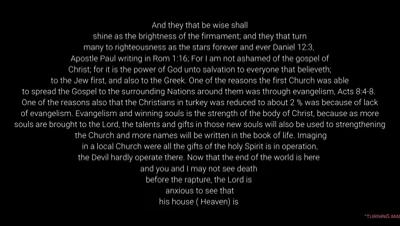 And they that be wise shall
shine as the brightness of the firmament; and they that turn
many to righteousness as the stars forever and ever Daniel 12:3,
Apostle Paul writing in Rom 1:16; For I am not ashamed of the gospel of
Christ; for it is the power of God unto salvation to everyone that believeth;
to the Jew first, and also to the Greek. One of the reasons the first Church was able
to spread the Gospel to the surrounding Nations around them was through evangelism, Acts 8:4-8.
One of the reasons also that the Christians in turkey was reduced to about 2 % was because of lack
of evangelism. Evangelism and winning souls is the strength of the body of Christ, because as more
souls are brought to the Lord, the talents and gifts in those new souls will also be used to strengthening
the Church and more names will be written in the book of life. Imaging
in a local Church were all the gifts of the holy Spirit is in operation,
the Devil hardly operate there. Now that the end of the world is here
and you and I may not see death
before the rapture, the Lord is
anxious to see that
his house ( Heaven) is
"TURNING MA